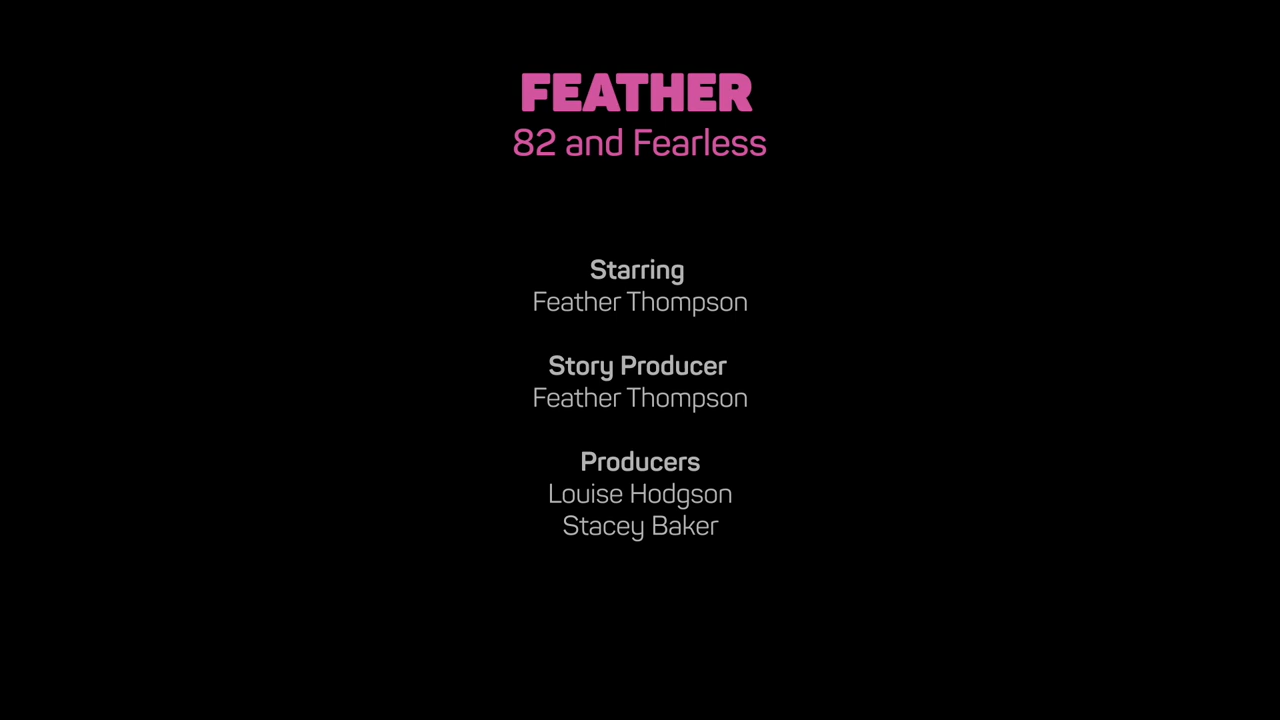 FEATHER
82 and Fearless
Starring
Feather Thompson
Story Producer
Feather Thompson
Producers
Louise Hodgson
Stacey Baker